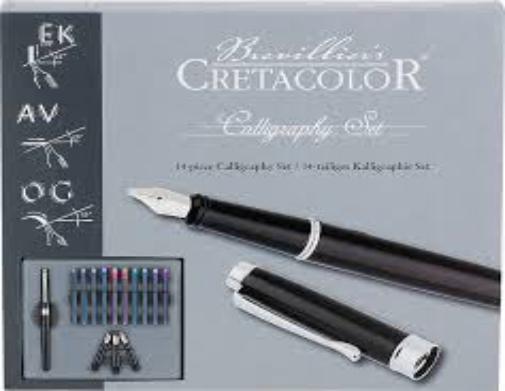 EK
AV
OG
Brevillier's
CRETACOLOR
Calligraphy Set
14-piece Calligraphy Set / 14-teiliges Kalligraphie Set